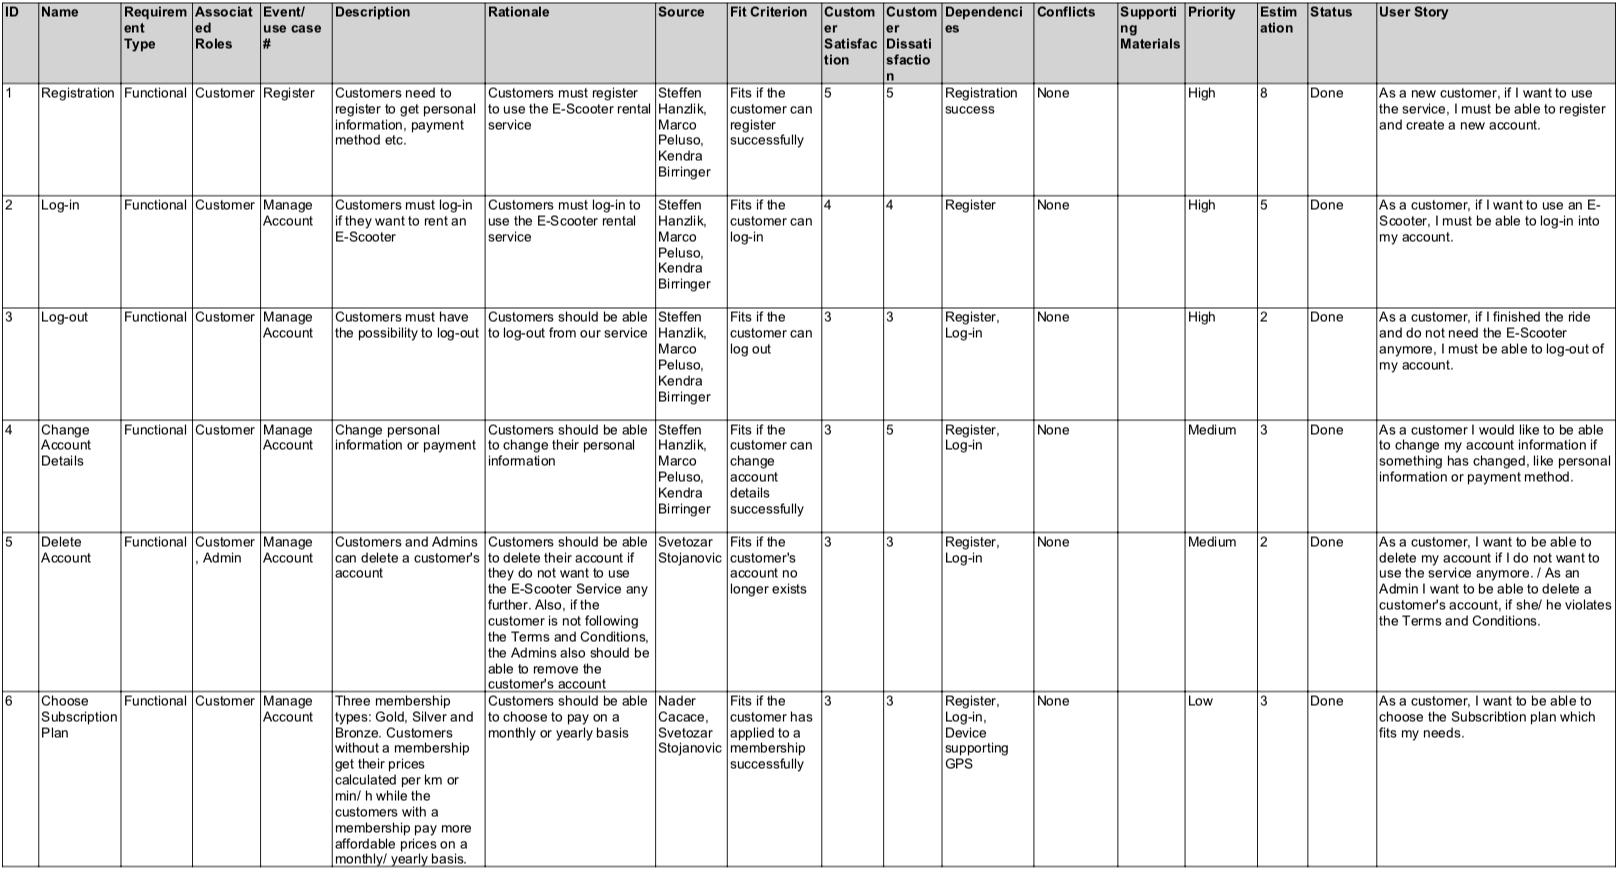 ID
Name
Requirem
ent
Type
Associat
ed
Roles
Event/
use case
#
Description
Rationale
Source
Fit Criterion
Custom
er
Satisfac
tion
Custom
er
Dissati
sfactio
n
Dependenci
es
Conflicts
Supporti
ng
Materials
Priority
Estim
ation
Status
User Story
1
Registration
Functional
Customer
Register
Customers need to
register to get personal
information, payment
method etc.
Customers must register
to use the E-Scooter rental
service
Steffen
Hanzlik,
Marco
Peluso,
Kendra
Birringer
Fits if the
customer can
register
successfully
5
5
Registration
success
None
High
8
Done
As a new customer, if I want to use
the service, I must be able to register
and create a new account.
2
Log-in
Functional
Customer
Manage
Account
Customers must log-in
if they want to rent an
E-Scooter
Customers must log-in to
use the E-Scooter rental
service
Steffen
Hanzlik,
Marco
Peluso,
Kendra
Birringer
Fits if the
customer can
log-in
4
4
Register
None
High
5
Done
As a customer, if I want to use an E-
Scooter, I must be able to log-in into
my account.
3
Log-out
Functional
Customer
Manage
Account
Customers must have
the possibility to log-out
Customers should be able
to log-out from our service
Steffen
Hanzlik,
Marco
Peluso,
Kendra
Birringer
Fits if the
customer can
log out
3
3
Register,
Log-in
None
High
2
Done
As a customer, if I finished the ride
and do not need the E-Scooter
anymore, I must be able to log-out of
my account.
4
Change
Account
Details
Functional
Customer
Manage
Account
Change personal
information or payment
Customers should be able
to change their personal
information
Steffen
Hanzlik,
Marco
Peluso,
Kendra
Birringer
Fits if the
customer can
change
account
details
successfully
3
5
Register,
Log-in
None
Medium
3
Done
As a customer I would like to be able
to change my account information if
something has changed, like personal
information or payment method.
5
Delete
Account
Functional
Customer
, Admin
Manage
Account
Customers and Admins
can delete a customer's
account
Customers should be able
to delete their account if
they do not want to use
the E-Scooter Service any
further. Also, if the
customer is not following
the Terms and Conditions,
the Admins also should be
able to remove the
customer's account
Svetozar
Stojanovic
Fits if the
customer's
account no
longer exists
3
3
Register,
Log-in
None
Medium
2
Done
As a customer, I want to be able to
delete my account if I do not want to
use the service anymore. / As an
Admin I want to be able to delete a
customer's account, if she/ he violates
the Terms and Conditions.
6
Choose
Subscription
Plan
Functional
Customer
Manage
Account
Three membership
types: Gold, Silver and
Bronze. Customers
without a membership
get their prices
calculated per km or
min/ h while the
customers with a
membership pay more
affordable prices on a
monthly/ yearly basis.
Customers should be able
to choose to pay on a
monthly or yearly basis
Nader
Cacace,
Svetozar
Stojanovic
Fits if the
customer has
applied to a
membership
successfully
3
3
Register,
Log-in,
Device
supporting
GPS
None
Low
3
Done
As a customer, I want to be able to
choose the Subscribtion plan which
fits my needs.